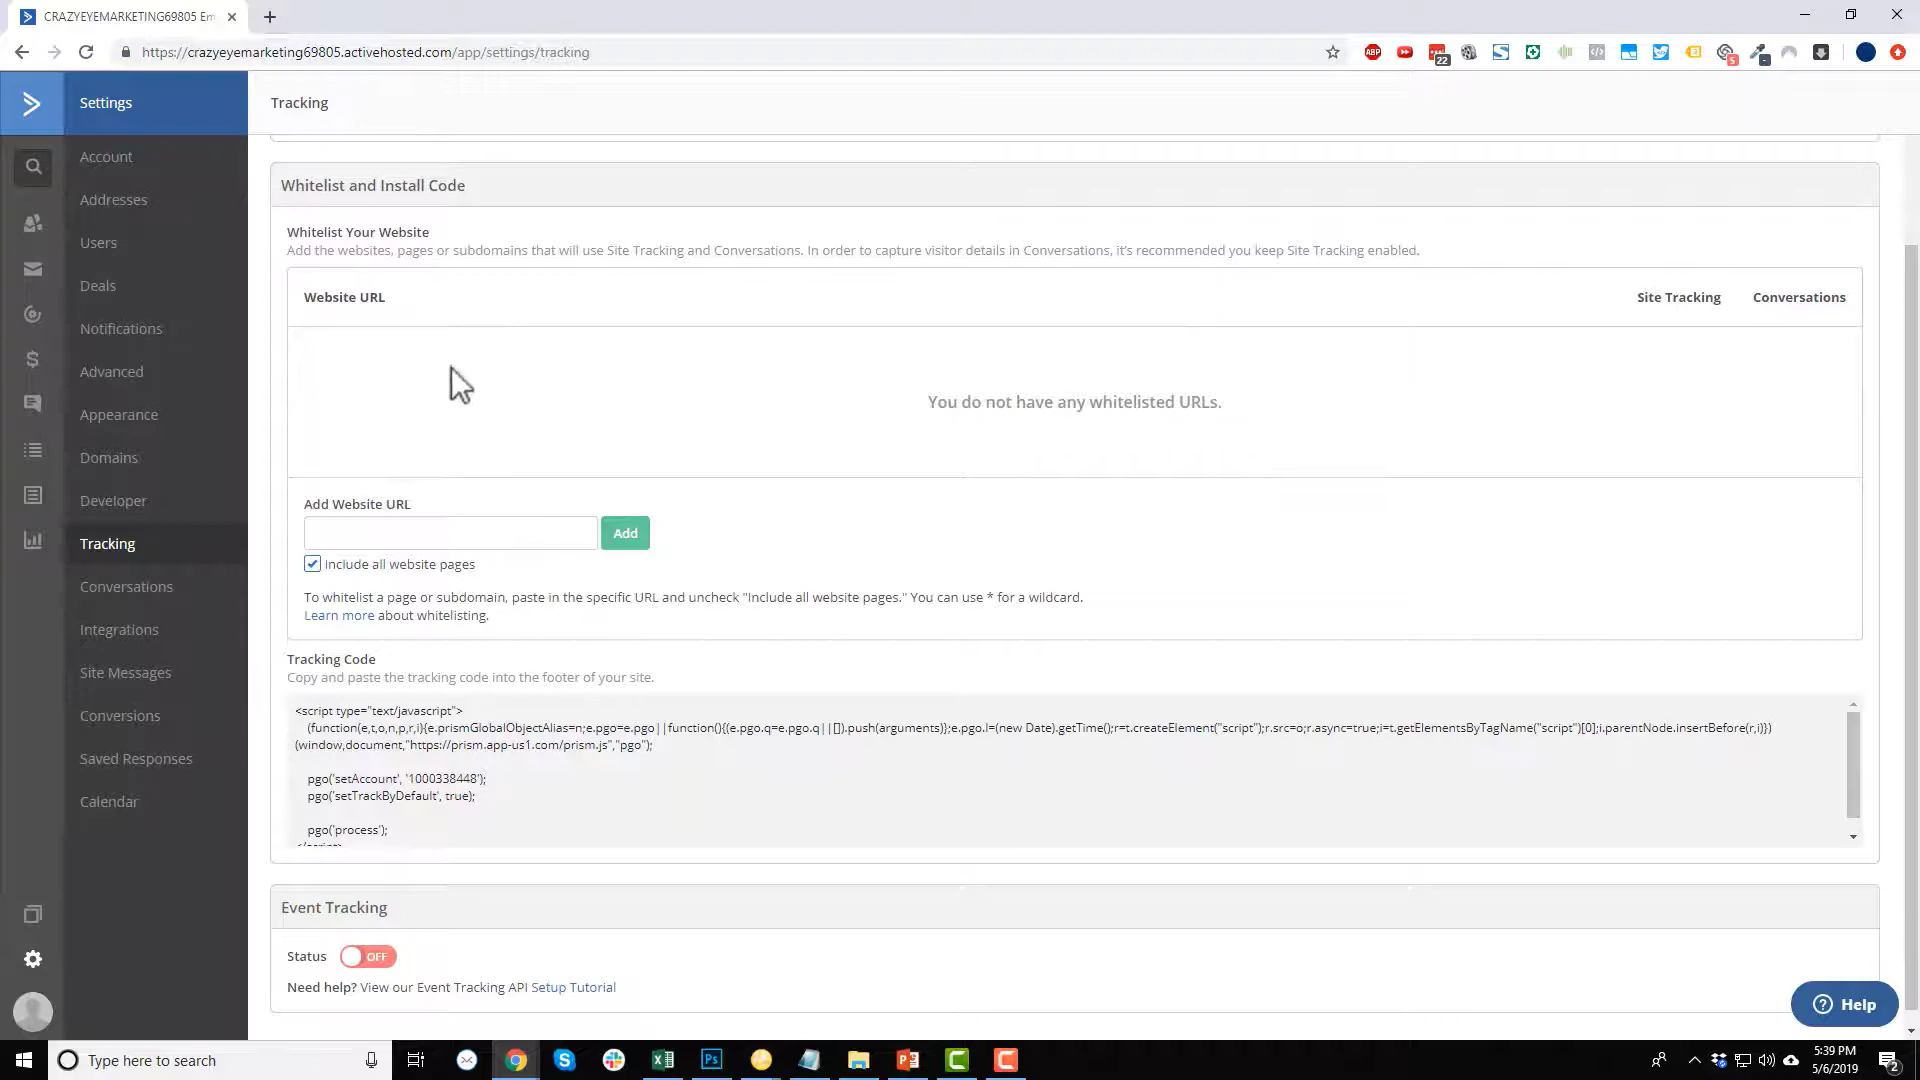 CRAZYEYEMARKETING69805 Em
https://crazyeyemarketing69805.activehosted.com/app/settings/tracking
ABP
22
5
Settings
Tracking
Account
Addresses
Users
Deals
Notifications
Advanced
Appearance
Domains
Developer
Tracking
Conversations
Integrations
Site Messages
Conversions
Saved Responses
Calendar
Whitelist and Install Code
Whitelist Your Website
Add the websites, pages or subdomains that will use Site Tracking and Conversations. In order to capture visitor details in Conversations, it's recommended you keep Site Tracking enabled.
Website URL Site Tracking Conversations
You do not have any whitelisted URLs.
Add Website URL
Add
Include all website pages
To whitelist a page or subdomain, paste in the specific URL and uncheck "Include all website pages." You can use * for a wildcard.
Learn more about whitelisting.
Tracking Code
Copy and paste the tracking code into the footer of your site.
<script type="text/javascript">
(function(e,t,o,n,p,r,i){e.prismGlobalObjectAlias=n;e.pgo=e.pgo||function(){(e.pgo.q=e.pgo.q||[]).push(arguments)};e.pgo.l=(new Date).getTime();r=t.createElement("script");r.src=o;r.async=true;i=t.getElementsByTagName("script")[0];i.parentNode.insertBefore(r,i)})
(window,document,"https://prism.app-us1.com/prism.js","pgo");
pgo('setAccount', '1000338448');
pgo('setTrackByDefault', true);
pgo('process');
</script>
Event Tracking
Status OFF
Need help? View our Event Tracking API Setup Tutorial
Help
Type here to search
Ps
5:39 PM
5/6/2019
2